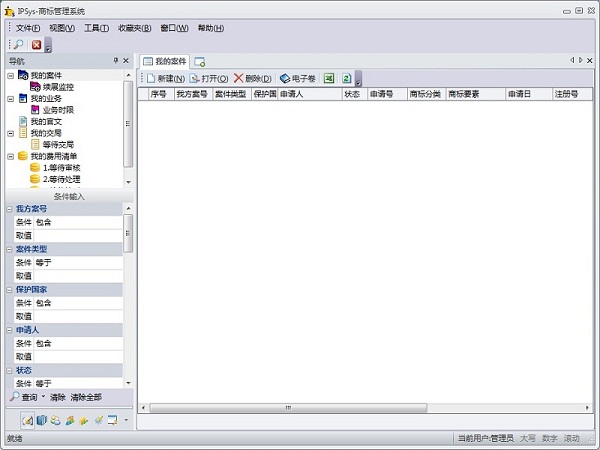 IPSys-商标管理系统
文件(F) 视图(V) 工具(T) 收藏夹(B) 窗口(W) 帮助(H)
导航
我的案件
新建(N) 打开(O) 删除(D) 电子卷
序号 我方案号 案件类型 保护国 申请人 状态 申请号 商标分类 商标要素 申请日 注册号
我的案件
续展监控
我的业务
业务时限
我的官文
我的交局
等待交局
我的费用清单
1.等待审核
2.等待处理
条件输入
我方案号
条件 包含
取值
案件类型
条件 等于
取值
保护国家
条件 包含
取值
申请人
条件 包含
取值
状态
条件 等于
查询 清除 清除全部
就绪
当前用户:管理员 大写 数字 滚动